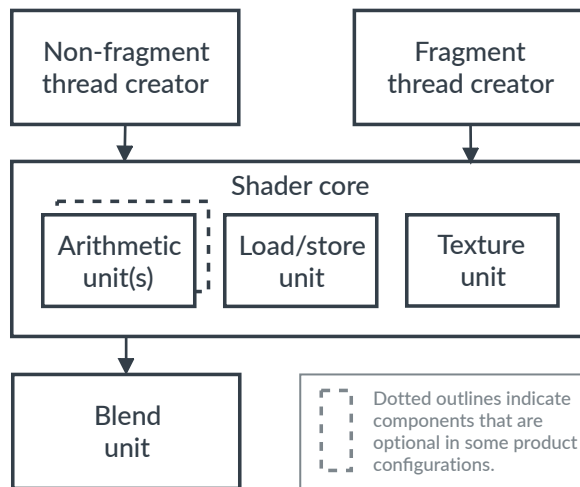 Non-fragment
thread creator
Fragment
thread creator
Shader core
Arithmetic
unit(s)
Load/store
unit
Texture
unit
Blend
unit
Dotted outlines indicate
components that are
optional in some product
configurations.